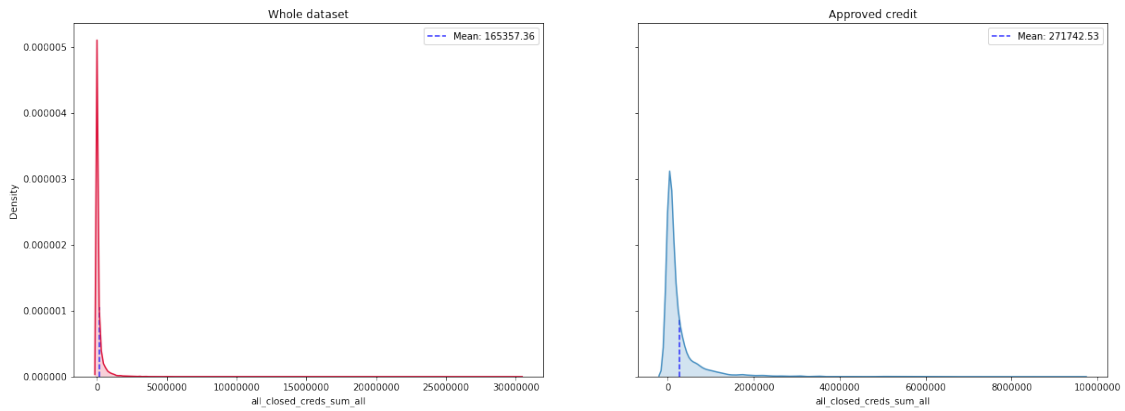 Whole dataset
Mean: 165357.36
0.000005
0.000004
0.000003
0.000002
0.000001
0.000000
Density
0 5000000 10000000 15000000 20000000 25000000 30000000
all_closed_creds_sum_all
Approved credit
Mean: 271742.53
0 2000000 4000000 6000000 8000000 10000000
all_closed_creds_sum_all